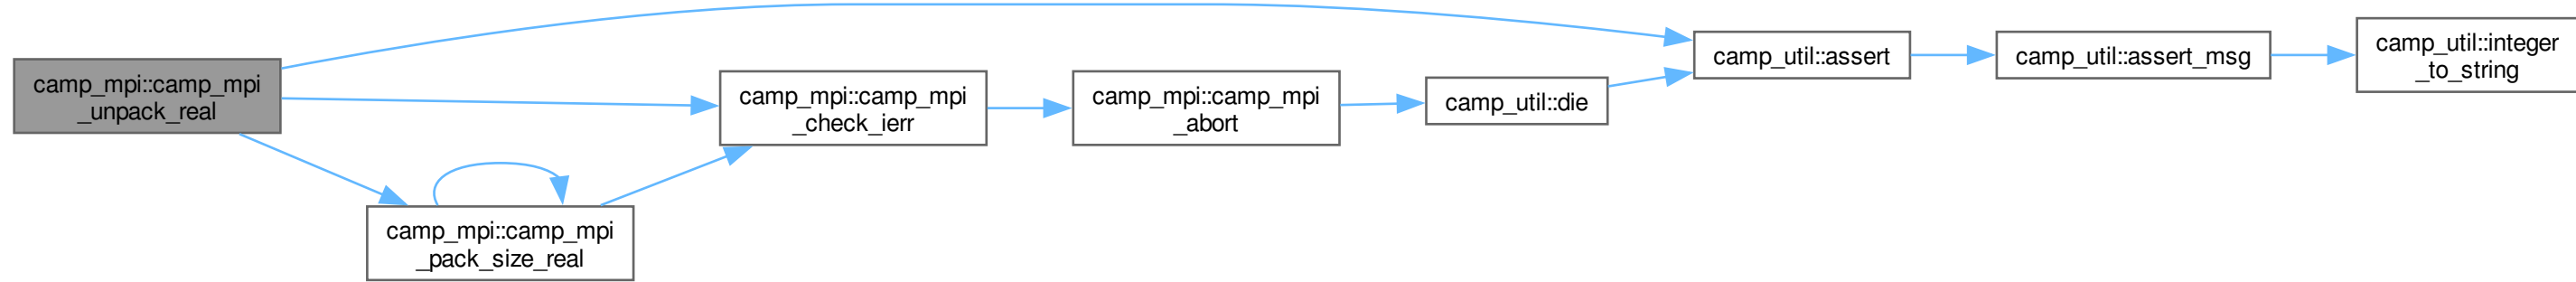 camp_mpi::camp_mpi
_unpack_real
camp_mpi::camp_mpi
_pack_size_real
camp_mpi::camp_mpi
_check_ierr
camp_mpi::camp_mpi
_abort
camp_util::die
camp_util::assert
camp_util::assert_msg
camp_util::integer
_to_string